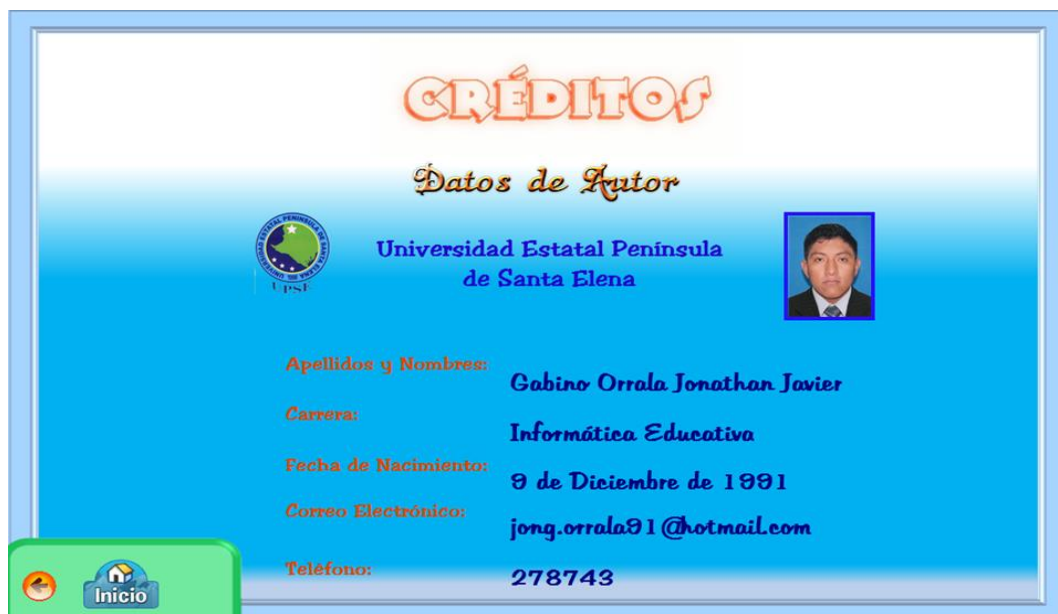 CRÉDITOS
Datos de Autor
UPSE
Universidad Estatal Península
de Santa Elena
Apellidos y Nombres:
Gabino Orrala Jonathan Javier
Carrera:
Informática Educativa
Fecha de Nacimiento:
9 de Diciembre de 1991
Correo Electrónico:
jong.orrala91@hotmail.com
Teléfono:
278743
Inicio